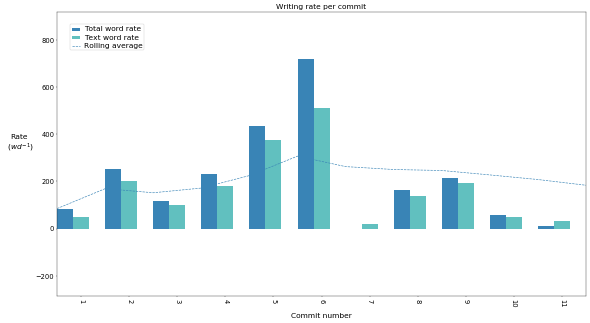 Writing rate per commit
Total word rate
Text word rate
Rolling average
800
600
400
200
0
−200
Rate
(wd⁻¹)
1 2 3 4 5 6 7 8 9 10 11
Commit number